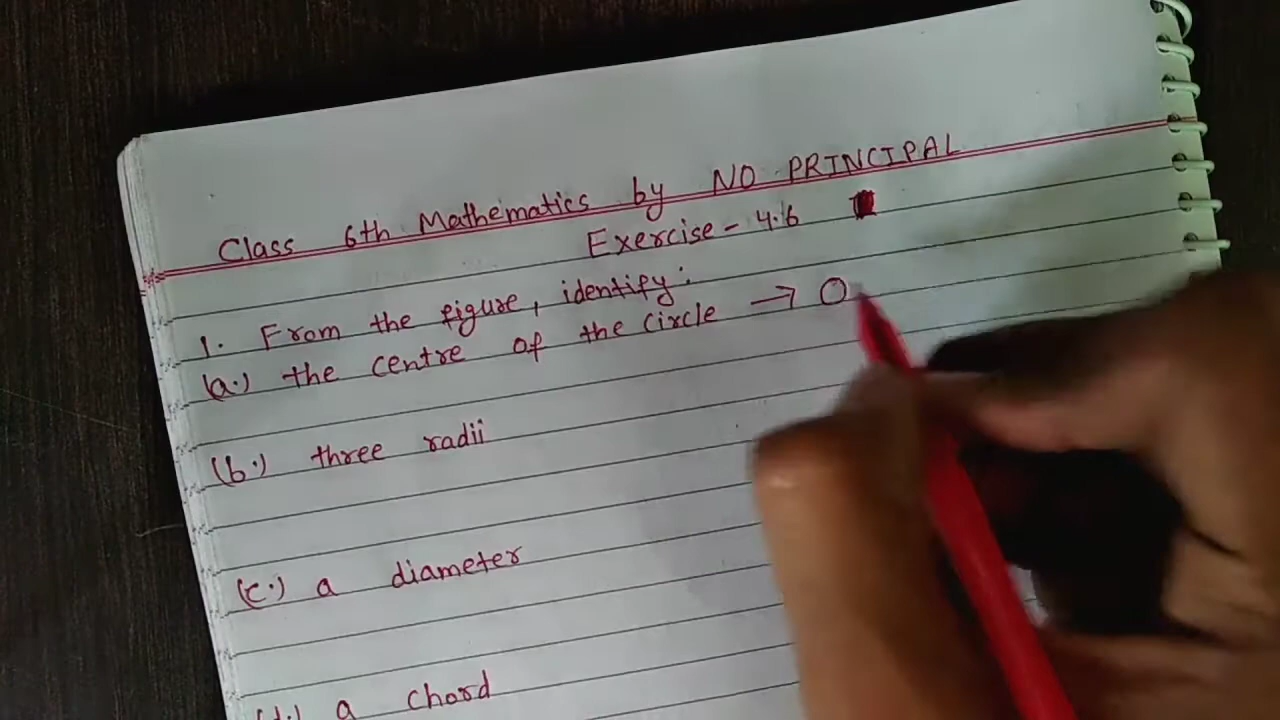 Class 6th Mathematics by NO PRINCIPAL
Exercise - 4.6
1. From the figure, identify:
(a.) the centre of the circle → O
(b.) three radii
(c.) a diameter
(d.) a chord